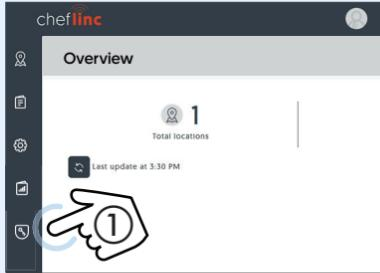 cheflinc
Overview
1
Total locations
Last update at 3:30 PM
1